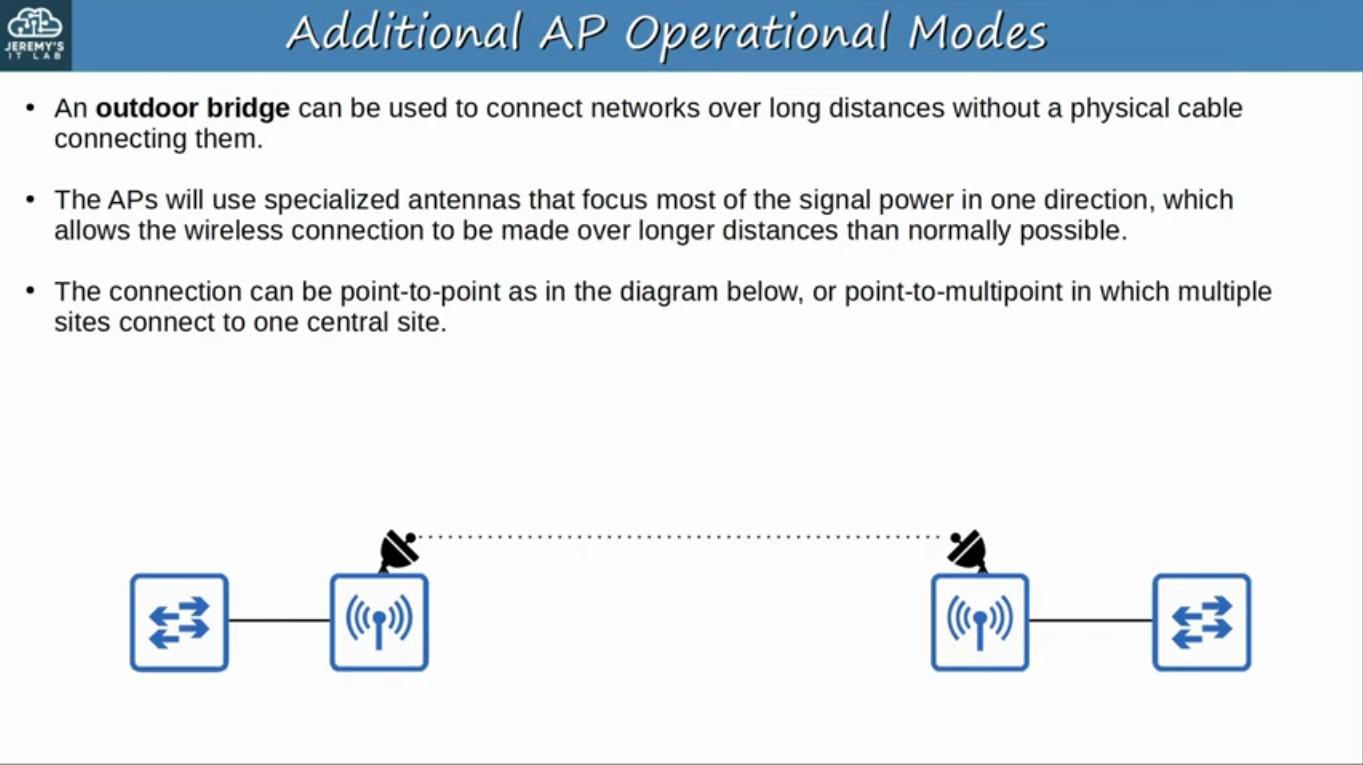 JEREMY'S
IT LAB
Additional AP Operational Modes
• An outdoor bridge can be used to connect networks over long distances without a physical cable
connecting them.
• The APs will use specialized antennas that focus most of the signal power in one direction, which
allows the wireless connection to be made over longer distances than normally possible.
• The connection can be point-to-point as in the diagram below, or point-to-multipoint in which multiple
sites connect to one central site.